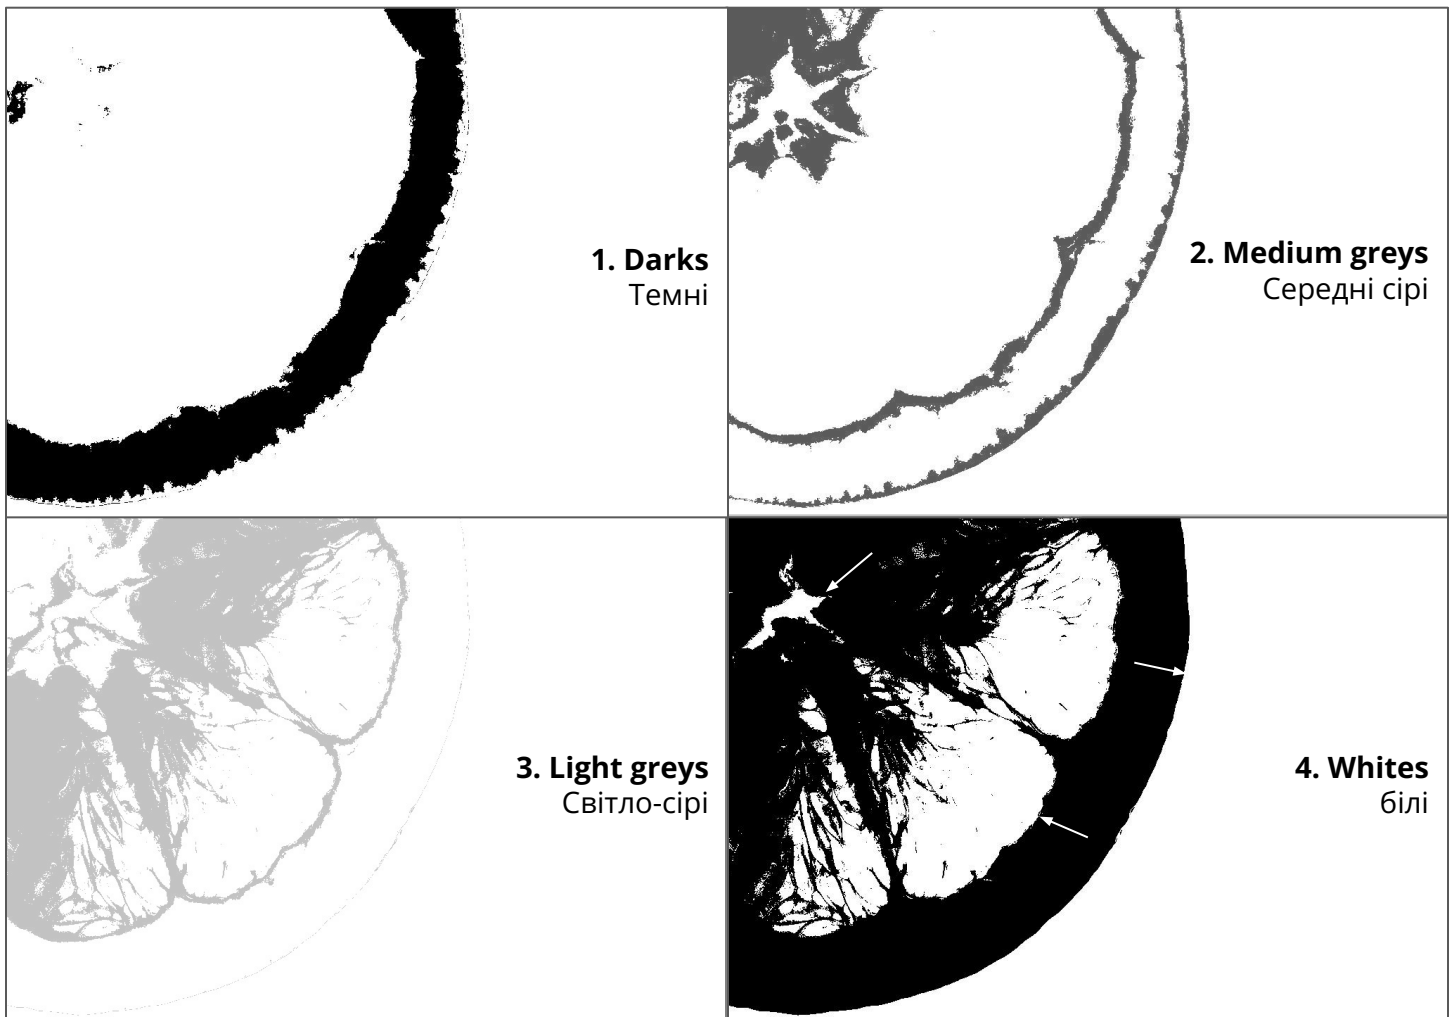 1. Darks
Темні
2. Medium greys
Середні сірі
3. Light greys
Світло-сірі
4. Whites
білі